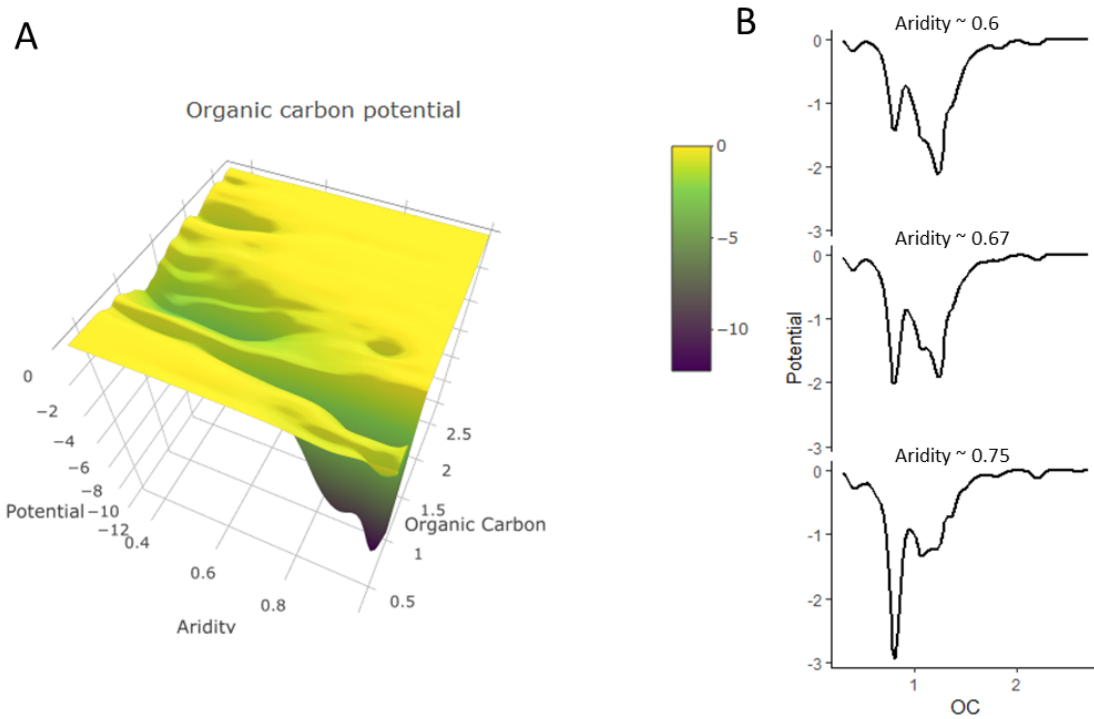 A
Organic carbon potential
0
−5
−10
0
−2
−4
−6
−8
−10
−12
Potential
0.4
0.6
0.8
Aridity
2.5
2
1.5
1
0.5
Organic Carbon
B
Aridity ~ 0.6
0
-1
-2
-3
Aridity ~ 0.67
0
-1
-2
-3
Potential
Aridity ~ 0.75
0
-1
-2
-3
1 2
OC